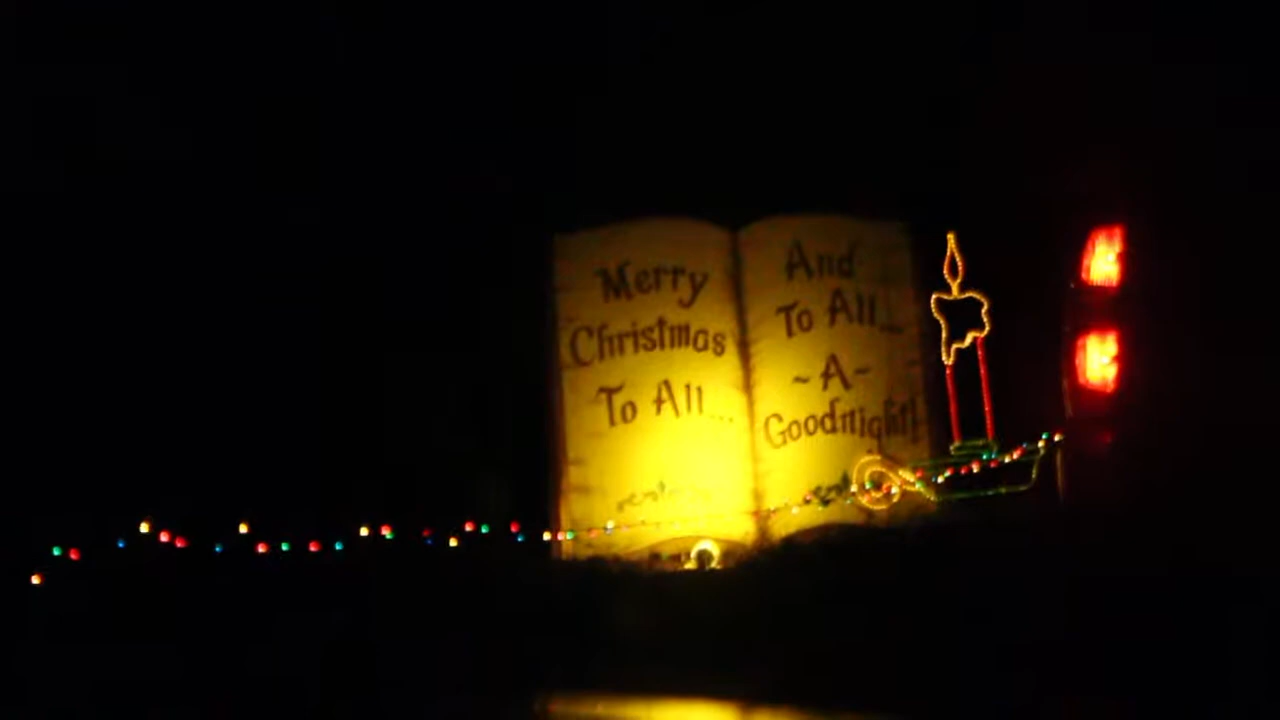 Merry
Christmas
To All...
And
To All...
~A~
Goodnight!